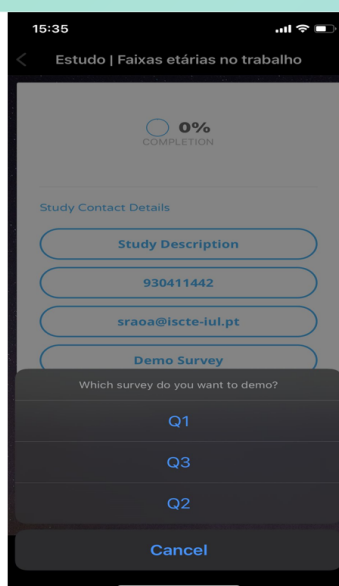 15:35
Estudo | Faixas etárias no trabalho
0%
COMPLETION
Study Contact Details
Study Description
930411442
sraoa@iscte-iul.pt
Demo Survey
Which survey do you want to demo?
Q1
Q3
Q2
Cancel